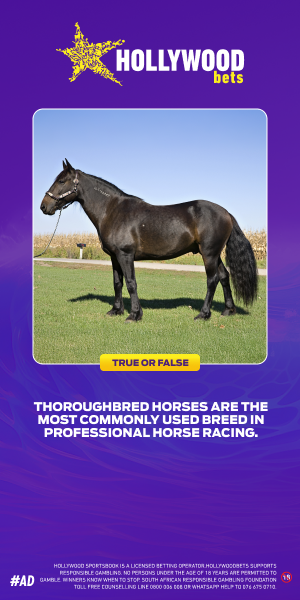 HOLLYWOOD
bets
TRUE OR FALSE
THOROUGHBRED HORSES ARE THE
MOST COMMONLY USED BREED IN
PROFESSIONAL HORSE RACING.
HOLLYWOOD SPORTSBOOK IS A LICENSED BETTING OPERATOR.HOLLYWOODBETS SUPPORTS
RESPONSIBLE GAMBLING. NO PERSONS UNDER THE AGE OF 18 YEARS ARE PERMITTED TO
GAMBLE. WINNERS KNOW WHEN TO STOP. SOUTH AFRICAN RESPONSIBLE GAMBLING FOUNDATION
TOLL FREE COUNSELLING LINE 0800 006 008 OR WHATSAPP HELP TO 076 675 0710.
#AD
18